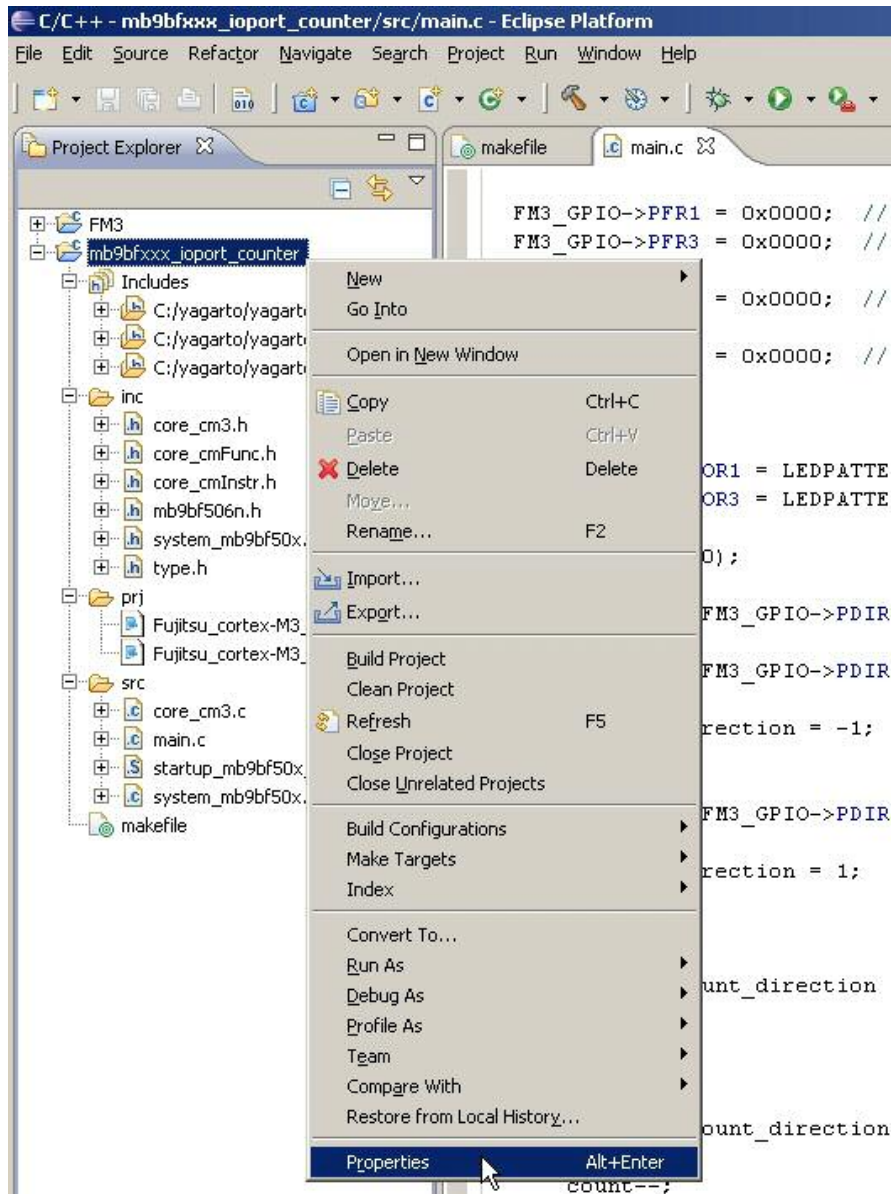 C/C++ - mb9bfxxx_ioport_counter/src/main.c - Eclipse Platform
File Edit Source Refactor Navigate Search Project Run Window Help
010
Project Explorer
makefile
main.c
FM3
mb9bfxxx_ioport_counter
Includes
C:/yagarto/yagart
C:/yagarto/yagart
C:/yagarto/yagart
inc
core_cm3.h
core_cmFunc.h
core_cmInstr.h
mb9bf506n.h
system_mb9bf50x.
type.h
prj
Fujitsu_cortex-M3_
Fujitsu_cortex-M3_
src
core_cm3.c
main.c
startup_mb9bf50x_
system_mb9bf50x.
makefile
New
Go Into
Open in New Window
Copy Ctrl+C
Paste Ctrl+V
Delete Delete
Move...
Rename... F2
Import...
Export...
Build Project
Clean Project
Refresh F5
Close Project
Close Unrelated Projects
Build Configurations
Make Targets
Index
Convert To...
Run As
Debug As
Profile As
Team
Compare With
Restore from Local History...
Properties Alt+Enter
FM3_GPIO->PFR1 = 0x0000; //
FM3_GPIO->PFR3 = 0x0000; //
= 0x0000; //
= 0x0000; //
OR1 = LEDPATTE
OR3 = LEDPATTE
0);
FM3_GPIO->PDIR
FM3_GPIO->PDIR
rection = -1;
FM3_GPIO->PDIR
rection = 1;
unt_direction
ount_direction
count--;